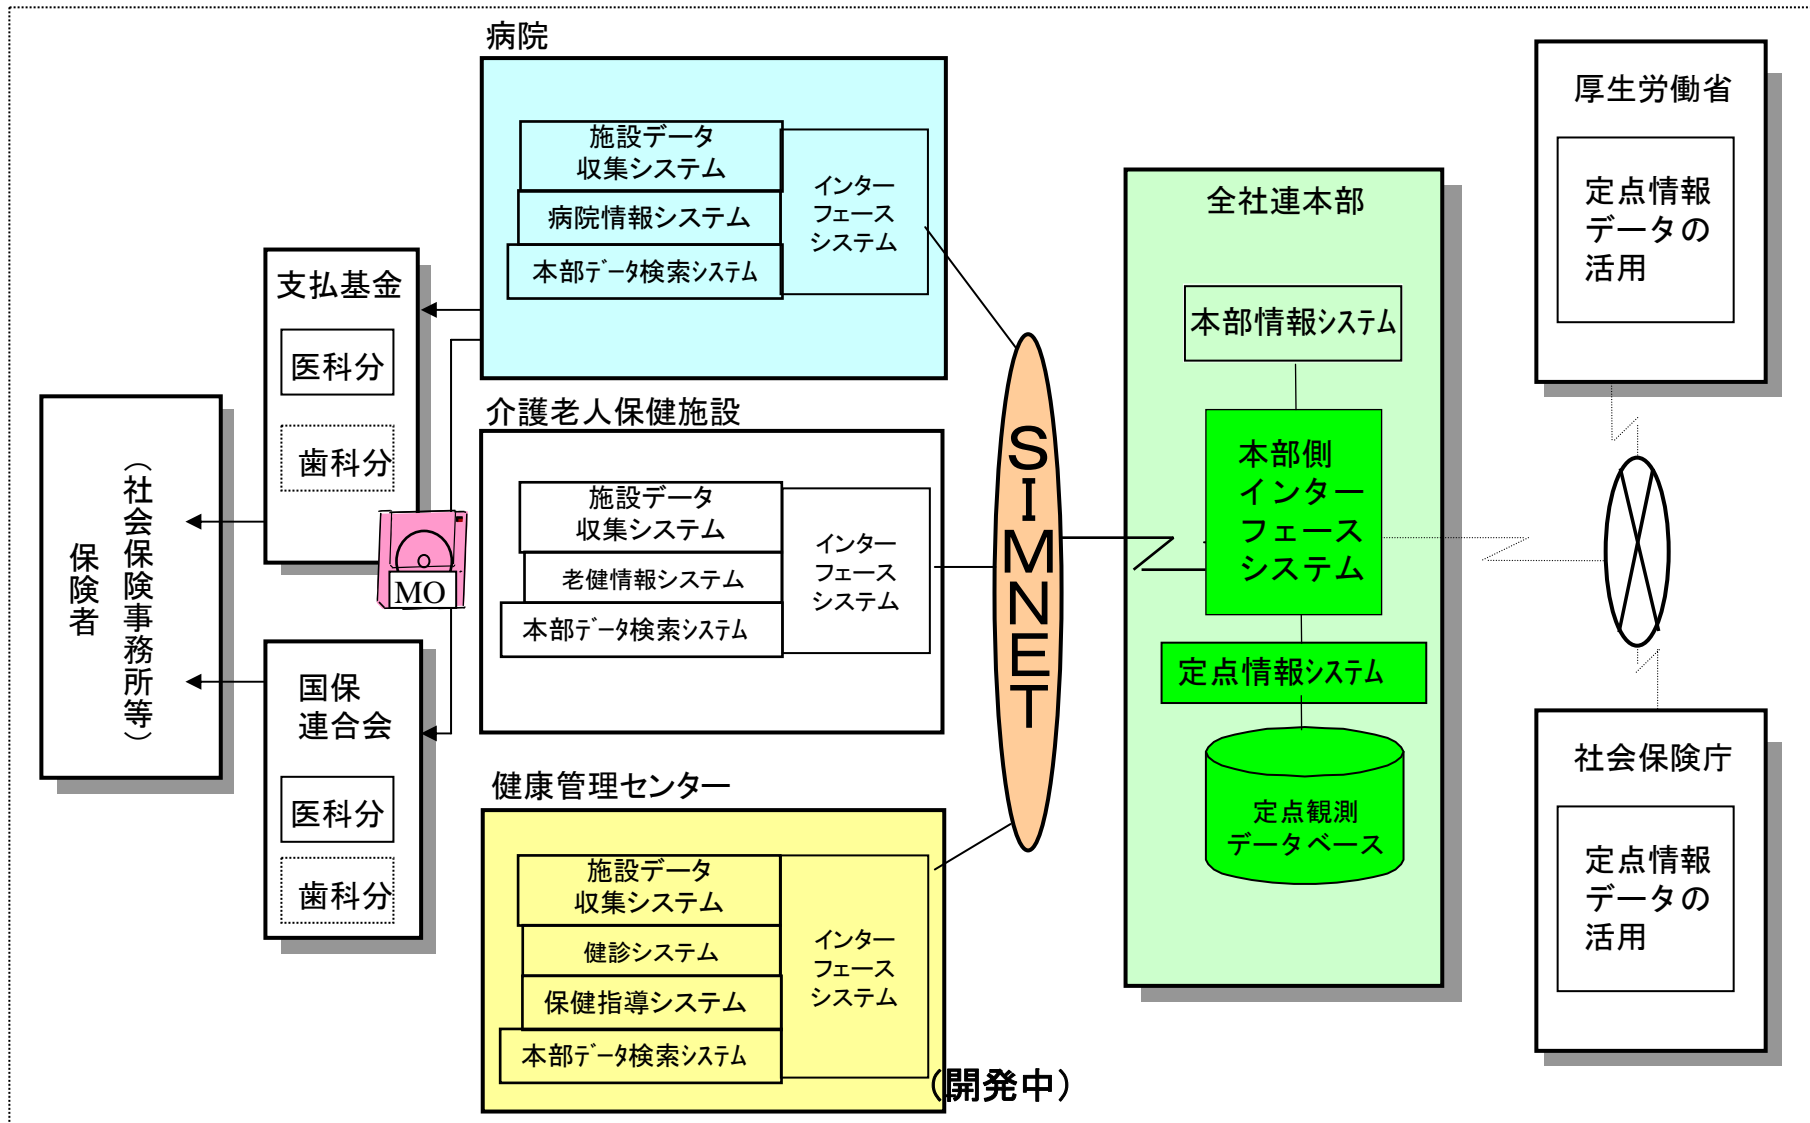 病院
施設データ
収集システム
病院情報システム
本部データ検索システム
インター
フェース
システム
介護老人保健施設
施設データ
収集システム
老健情報システム
本部データ検索システム
インター
フェース
システム
健康管理センター
施設データ
収集システム
健診システム
保健指導システム
本部データ検索システム
インター
フェース
システム
（開発中）
支払基金
医科分
歯科分
MO
国保
連合会
医科分
歯科分
保険者
（社会保険事務所等）
SIMNET
全社連本部
本部情報システム
本部側
インター
フェース
システム
定点情報システム
定点観測
データベース
厚生労働省
定点情報
データの
活用
社会保険庁
定点情報
データの
活用